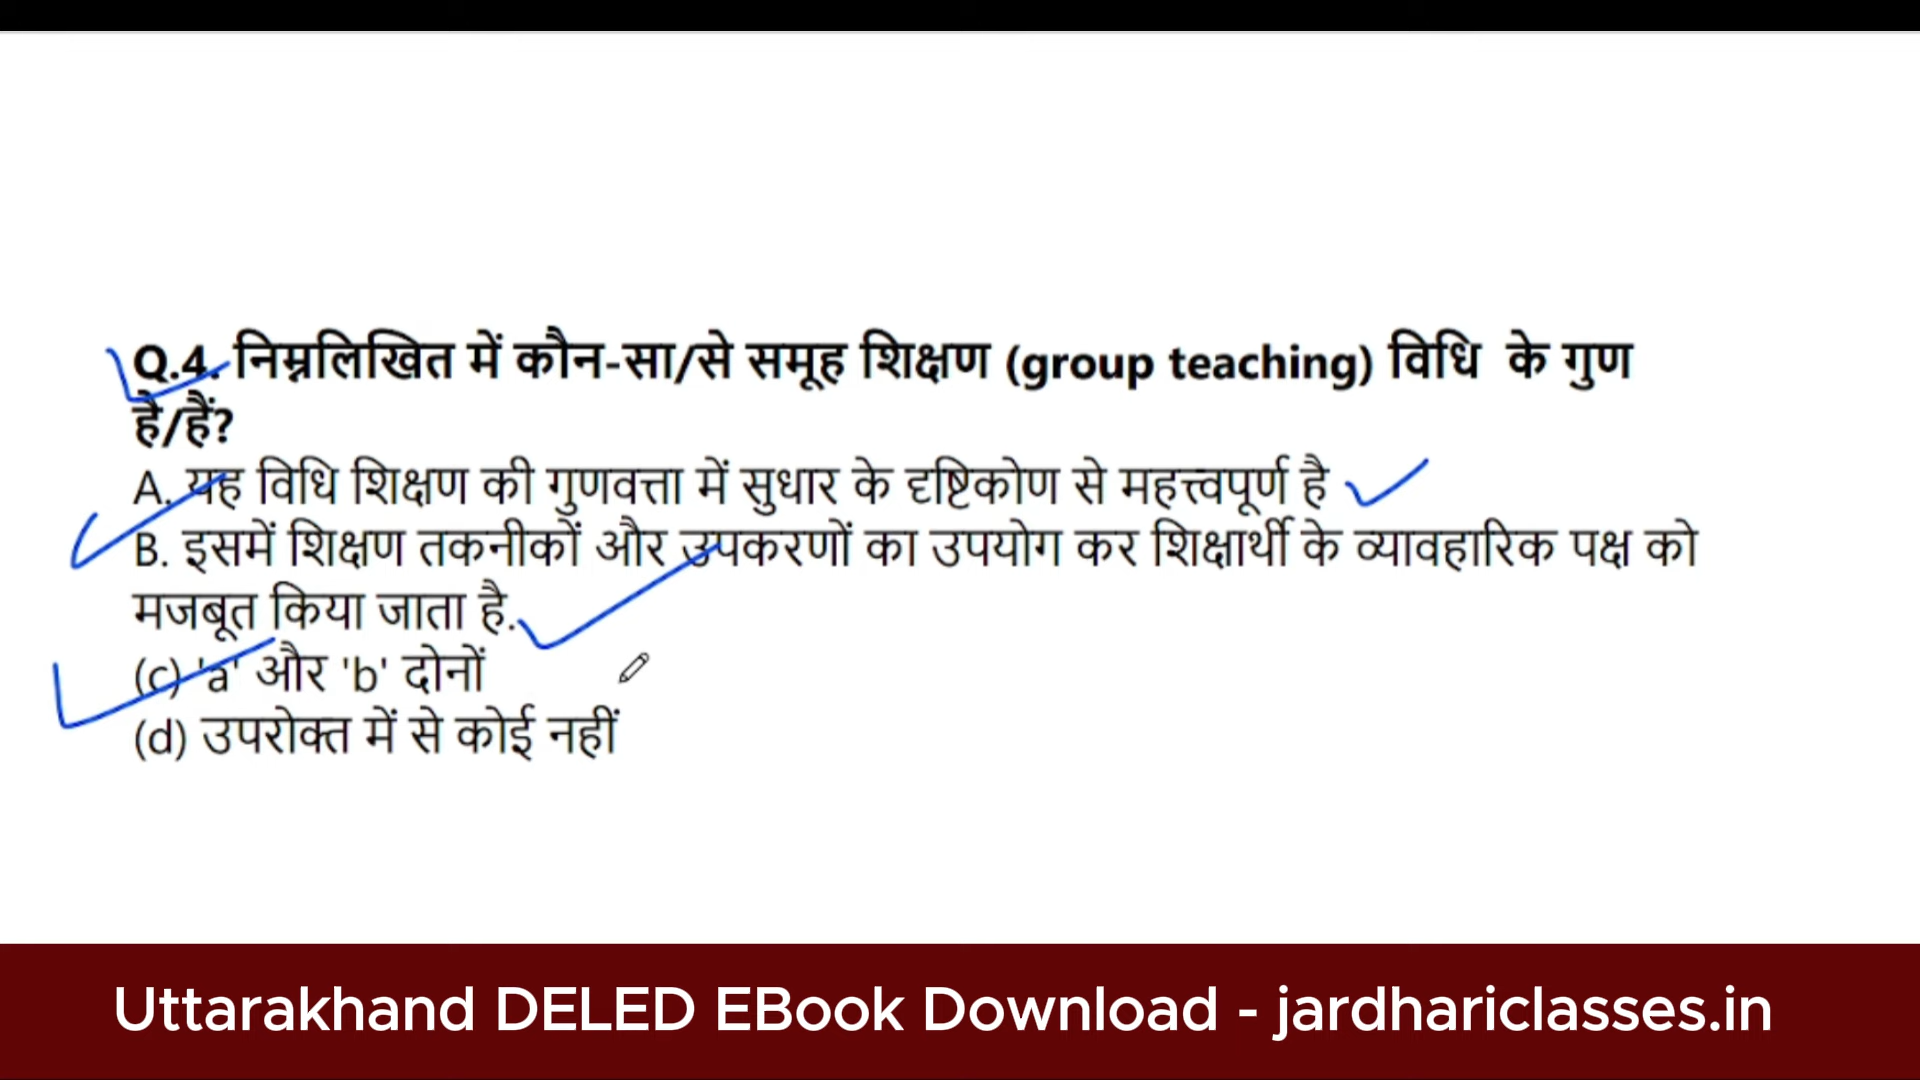 Q.4. निम्नलिखित में कौन-सा/से समूह शिक्षण (group teaching) विधि के गुण
है/हैं?
A. यह विधि शिक्षण की गुणवत्ता में सुधार के दृष्टिकोण से महत्त्वपूर्ण है
B. इसमें शिक्षण तकनीकों और उपकरणों का उपयोग कर शिक्षार्थी के व्यावहारिक पक्ष को
मजबूत किया जाता है.
(c) 'a' और 'b' दोनों
(d) उपरोक्त में से कोई नहीं
Uttarakhand DELED EBook Download - jardhariclasses.in